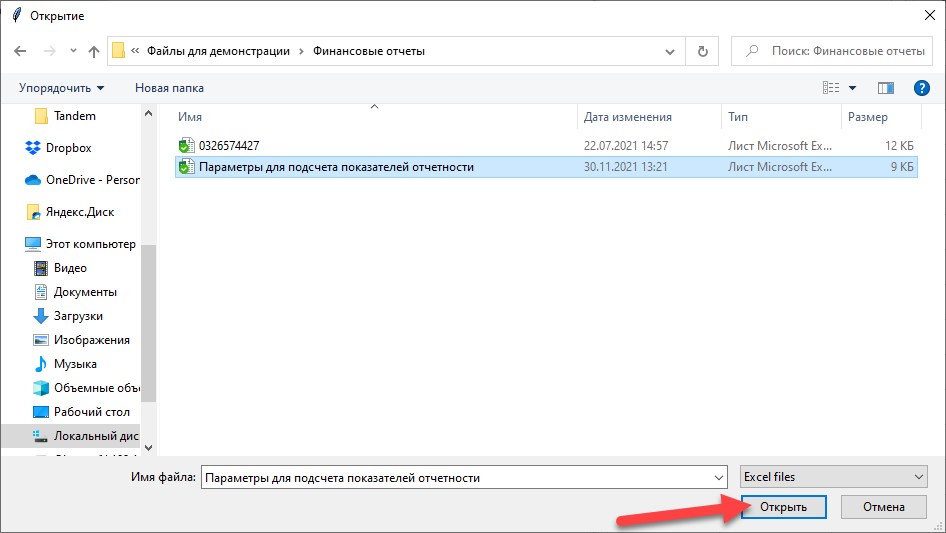 Открытие
« Файлы для демонстрации › Финансовые отчеты
Поиск: Финансовые отчеты
Упорядочить
Новая папка
Имя
Дата изменения
Тип
Размер
Tandem
Dropbox
OneDrive - Person
Яндекс.Диск
Этот компьютер
Видео
Документы
Загрузки
Изображения
Музыка
Объемные объ
Рабочий стол
Локальный дис
0326574427 22.07.2021 14:57 Лист Microsoft Ex... 12 КБ
Параметры для подсчета показателей отчетности 30.11.2021 13:21 Лист Microsoft Ex... 9 КБ
Имя файла: Параметры для подсчета показателей отчетности
Excel files
Открыть
Отмена